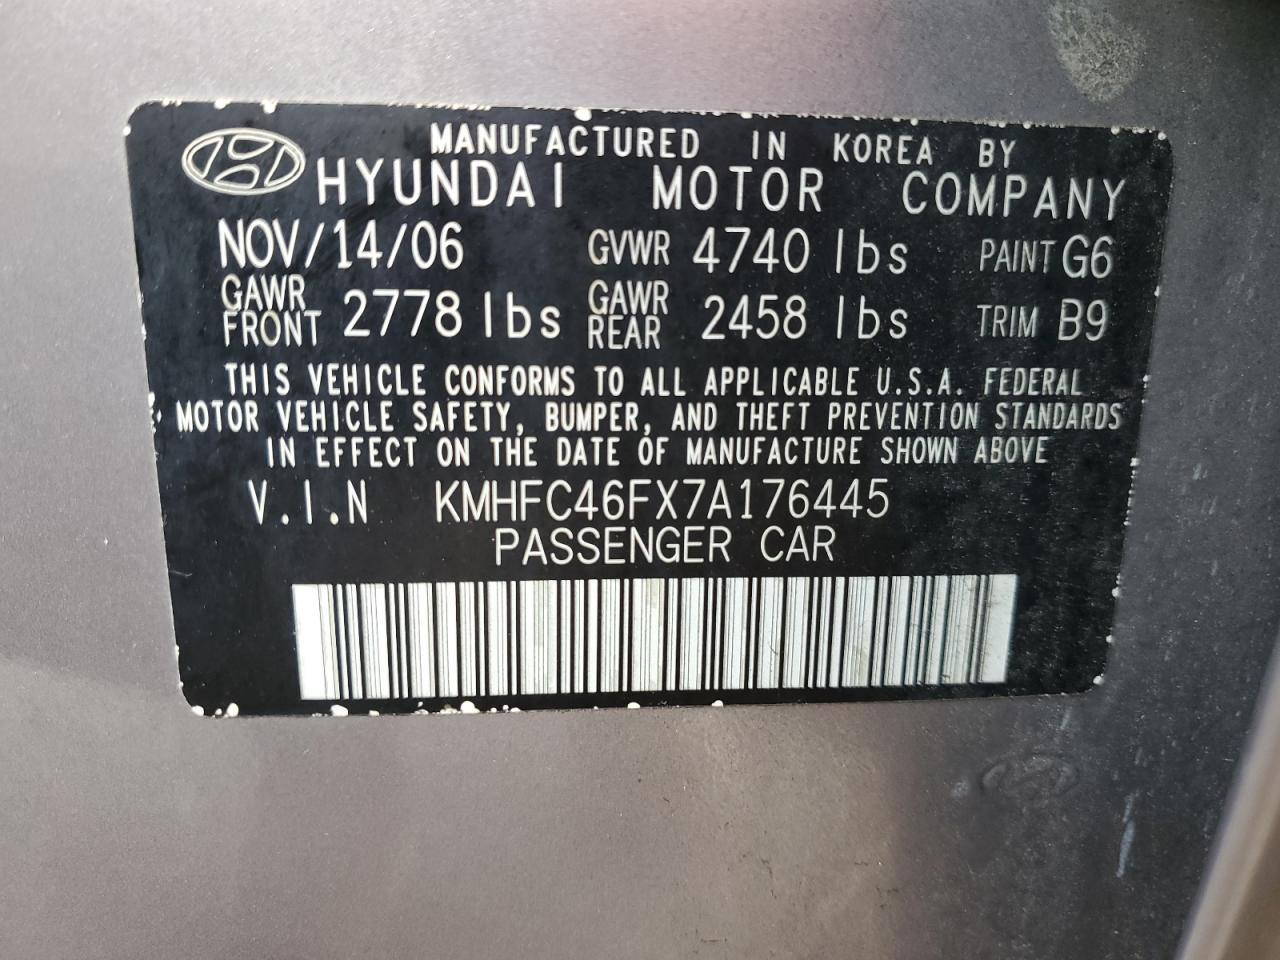 MANUFACTURED IN KOREA BY
HYUNDAI MOTOR COMPANY
NOV/14/06 GVWR 4740 lbs PAINT G6
GAWR FRONT 2778 lbs GAWR REAR 2458 lbs TRIM B9
THIS VEHICLE CONFORMS TO ALL APPLICABLE U.S.A. FEDERAL
MOTOR VEHICLE SAFETY, BUMPER, AND THEFT PREVENTION STANDARDS
IN EFFECT ON THE DATE OF MANUFACTURE SHOWN ABOVE
V.I.N KMHFC46FX7A176445
PASSENGER CAR